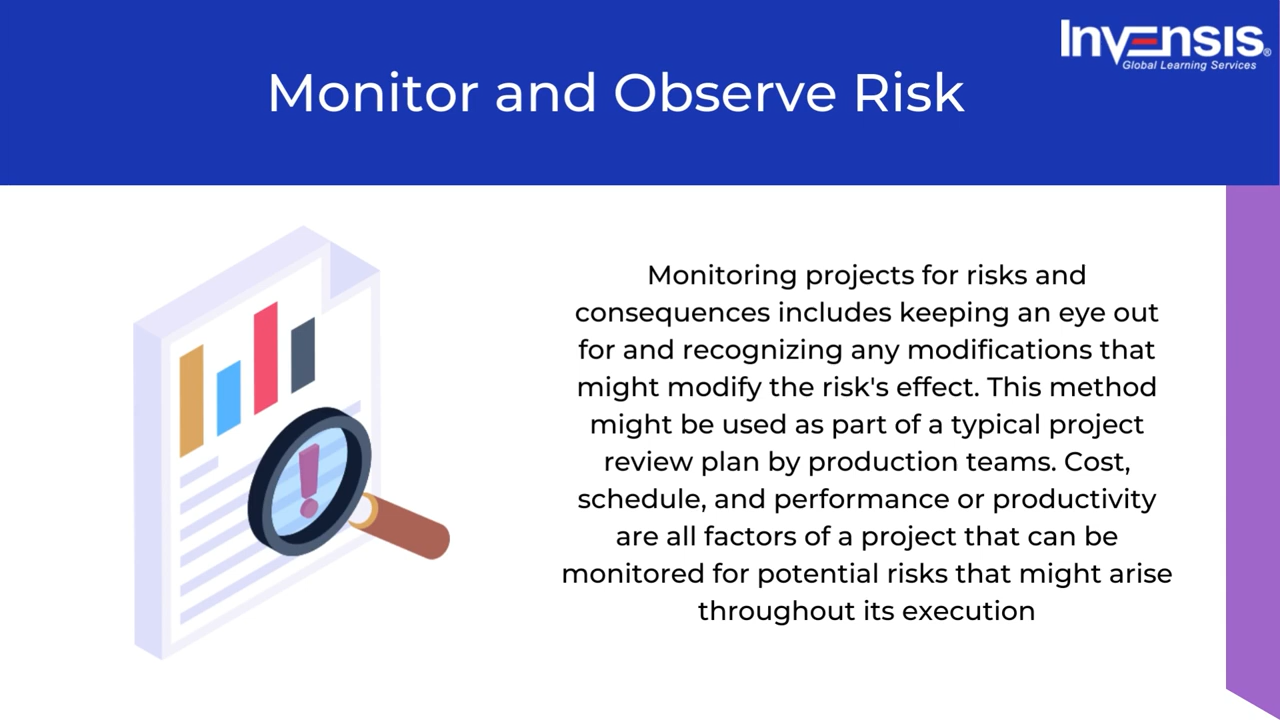 Invensis®
Global Learning Services
Monitor and Observe Risk
Monitoring projects for risks and
consequences includes keeping an eye out
for and recognizing any modifications that
might modify the risk's effect. This method
might be used as part of a typical project
review plan by production teams. Cost,
schedule, and performance or productivity
are all factors of a project that can be
monitored for potential risks that might arise
throughout its execution
!